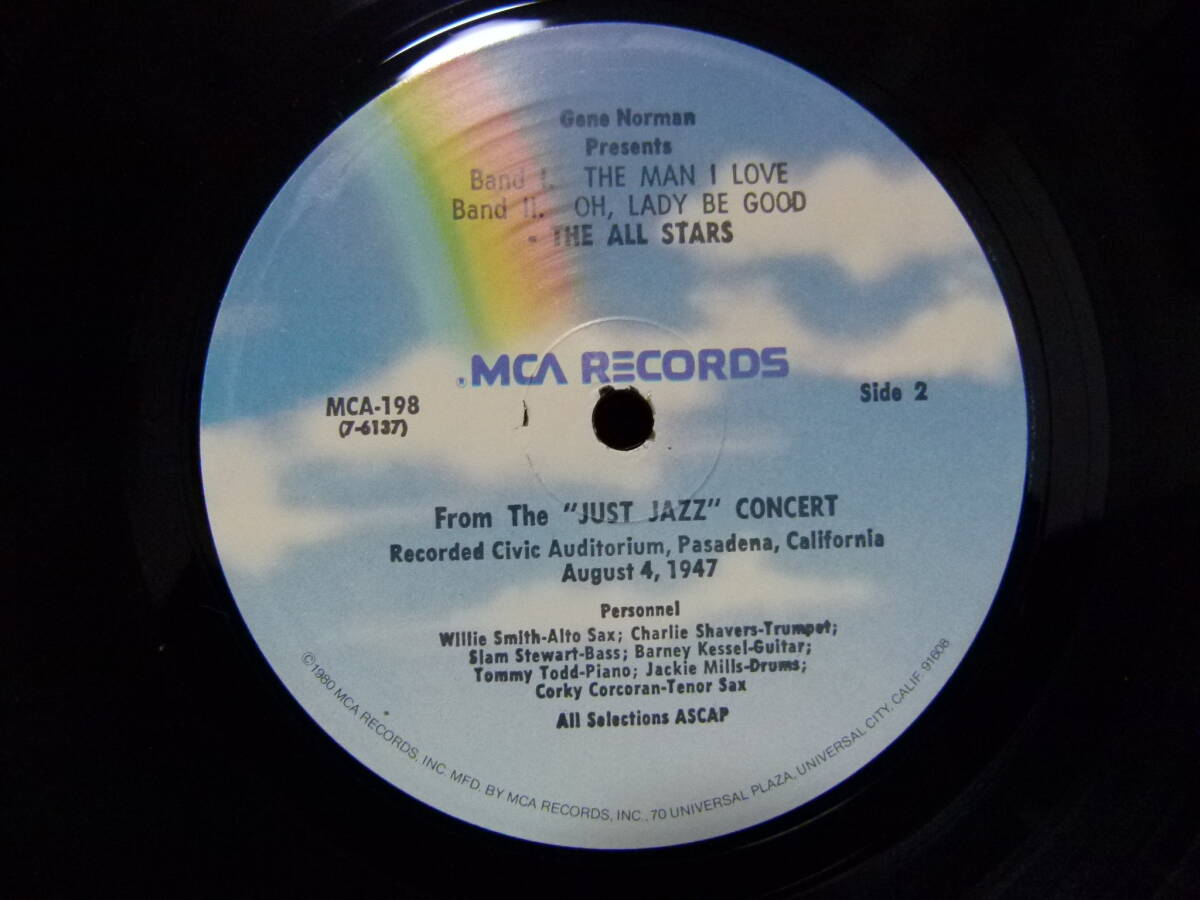 Gene Norman
Presents
Band I. THE MAN I LOVE
Band II. OH, LADY BE GOOD
- THE ALL STARS
MCA RECORDS
MCA-198
(7-6137)
Side 2
From The "JUST JAZZ" CONCERT
Recorded Civic Auditorium, Pasadena, California
August 4, 1947
Personnel
Willie Smith-Alto Sax; Charlie Shavers-Trumpet;
Slam Stewart-Bass; Barney Kessel-Guitar;
Tommy Todd-Piano; Jackie Mills-Drums;
Corky Corcoran-Tenor Sax
All Selections ASCAP
©1980 MCA RECORDS, INC. MFD. BY MCA RECORDS, INC., 70 UNIVERSAL PLAZA, UNIVERSAL CITY, CALIF. 91608